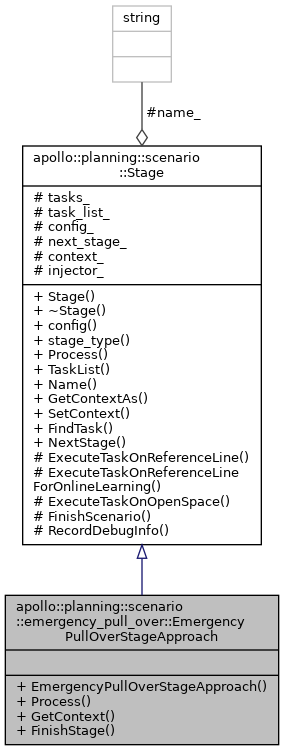 string
#name_
apollo::planning::scenario
::Stage
# tasks_
# task_list_
# config_
# next_stage_
# context_
# injector_
+ Stage()
+ ~Stage()
+ config()
+ stage_type()
+ Process()
+ TaskList()
+ Name()
+ GetContextAs()
+ SetContext()
+ FindTask()
+ NextStage()
# ExecuteTaskOnReferenceLine()
# ExecuteTaskOnReferenceLine
ForOnlineLearning()
# ExecuteTaskOnOpenSpace()
# FinishScenario()
# RecordDebugInfo()
apollo::planning::scenario
::emergency_pull_over::Emergency
PullOverStageApproach
+ EmergencyPullOverStageApproach()
+ Process()
+ GetContext()
+ FinishStage()